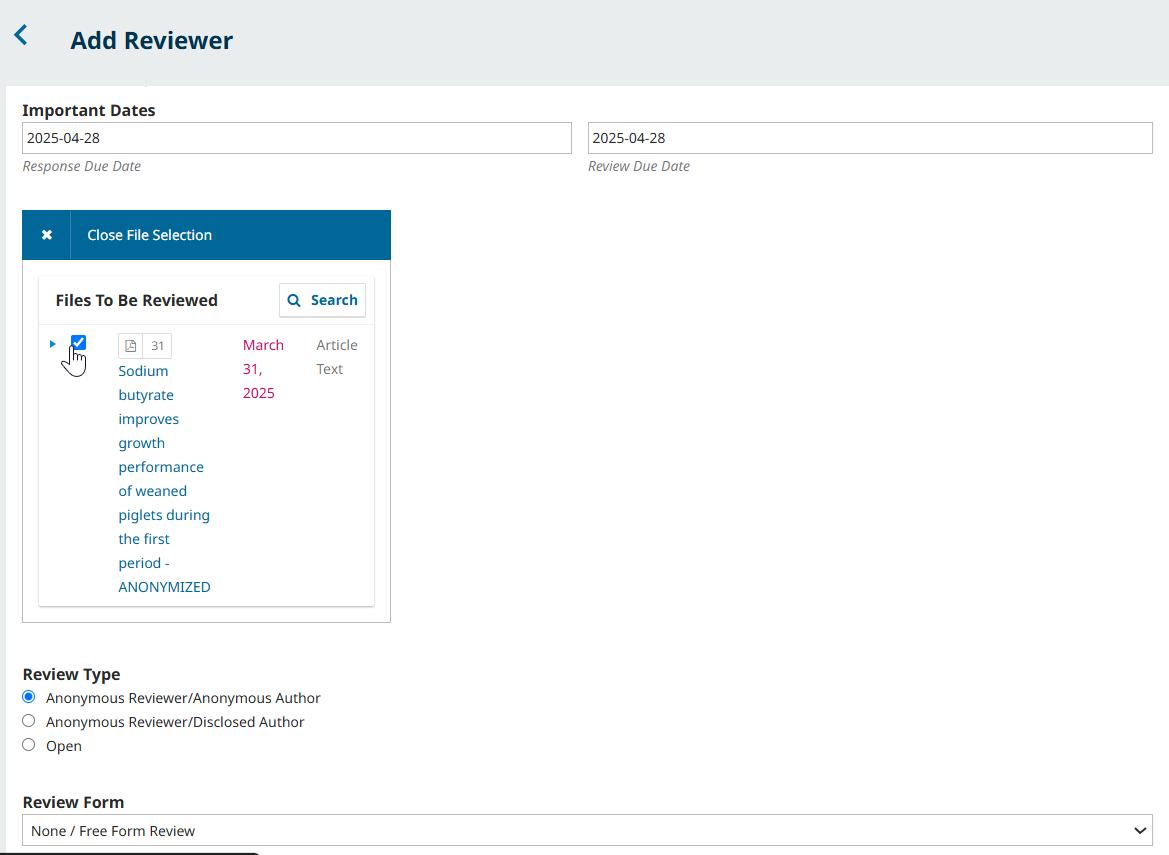 Add Reviewer
Important Dates
2025-04-28
2025-04-28
Response Due Date
Review Due Date
Close File Selection
Files To Be Reviewed
Search
31
March
Article
31,
Text
2025
Sodium
butyrate
improves
growth
performance
of weaned
piglets during
the first
period -
ANONYMIZED
Review Type
Anonymous Reviewer/Anonymous Author
Anonymous Reviewer/Disclosed Author
Open
Review Form
None / Free Form Review